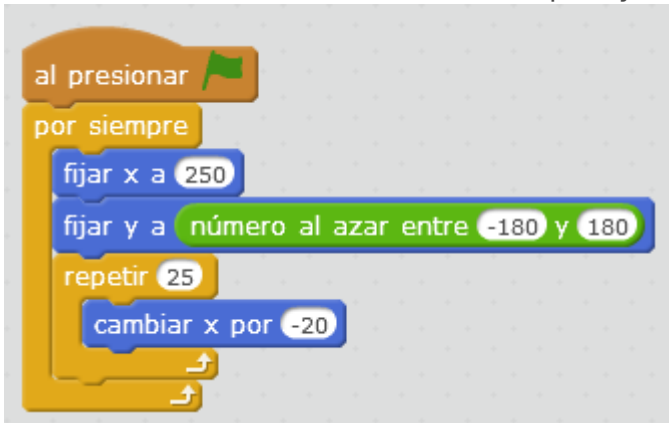 al presionar
por siempre
fijar x a 250
fijar y a número al azar entre -180 y 180
repetir 25
cambiar x por -20